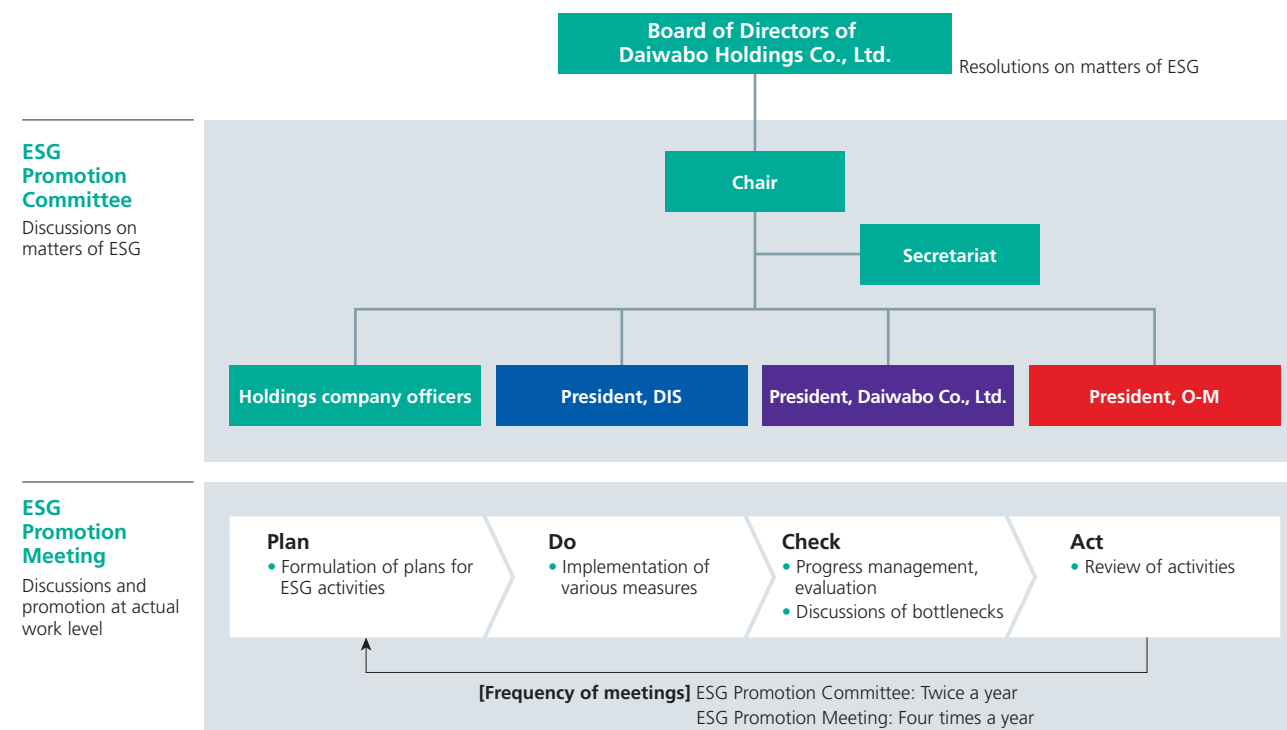 Board of Directors of
Daiwabo Holdings Co., Ltd.
Resolutions on matters of ESG
ESG
Promotion
Committee
Discussions on
matters of ESG
Chair
Secretariat
Holdings company officers
President, DIS
President, Daiwabo Co., Ltd.
President, O-M
ESG
Promotion
Meeting
Discussions and
promotion at actual
work level
Plan
• Formulation of plans for
ESG activities
Do
• Implementation of
various measures
Check
• Progress management,
evaluation
• Discussions of bottlenecks
Act
• Review of activities
[Frequency of meetings] ESG Promotion Committee: Twice a year
ESG Promotion Meeting: Four times a year